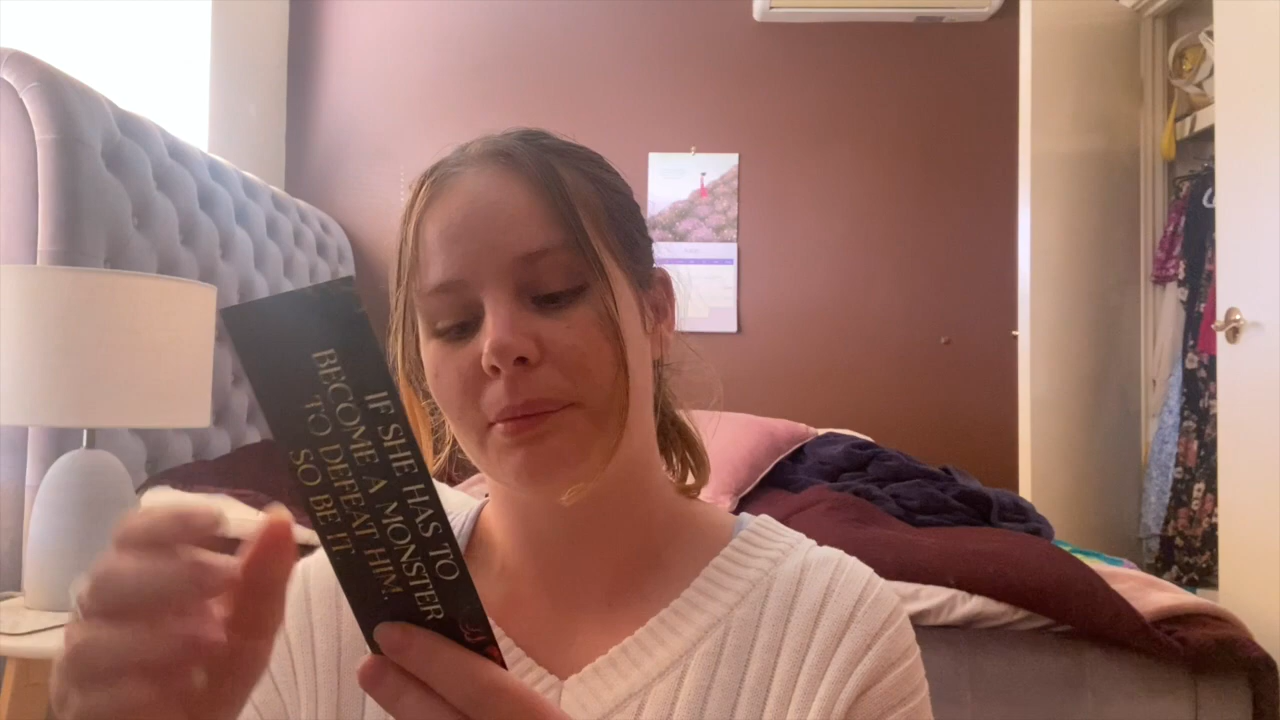 IF SHE HAS TO
BECOME A MONSTER
TO DEFEAT HIM,
SO BE IT.